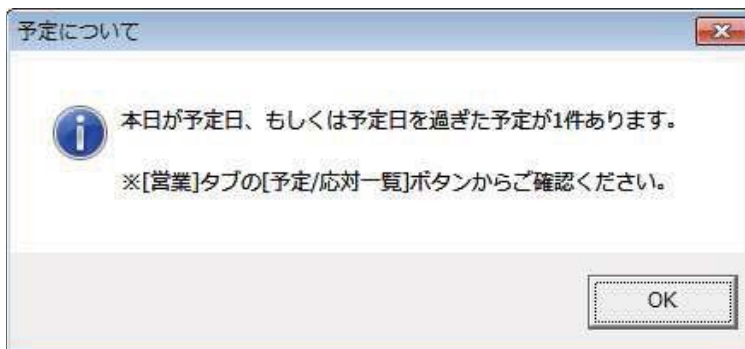 予定について
本日が予定日、もしくは予定日を過ぎた予定が1件あります。
※[営業]タブの[予定/応対一覧]ボタンからご確認ください。
OK